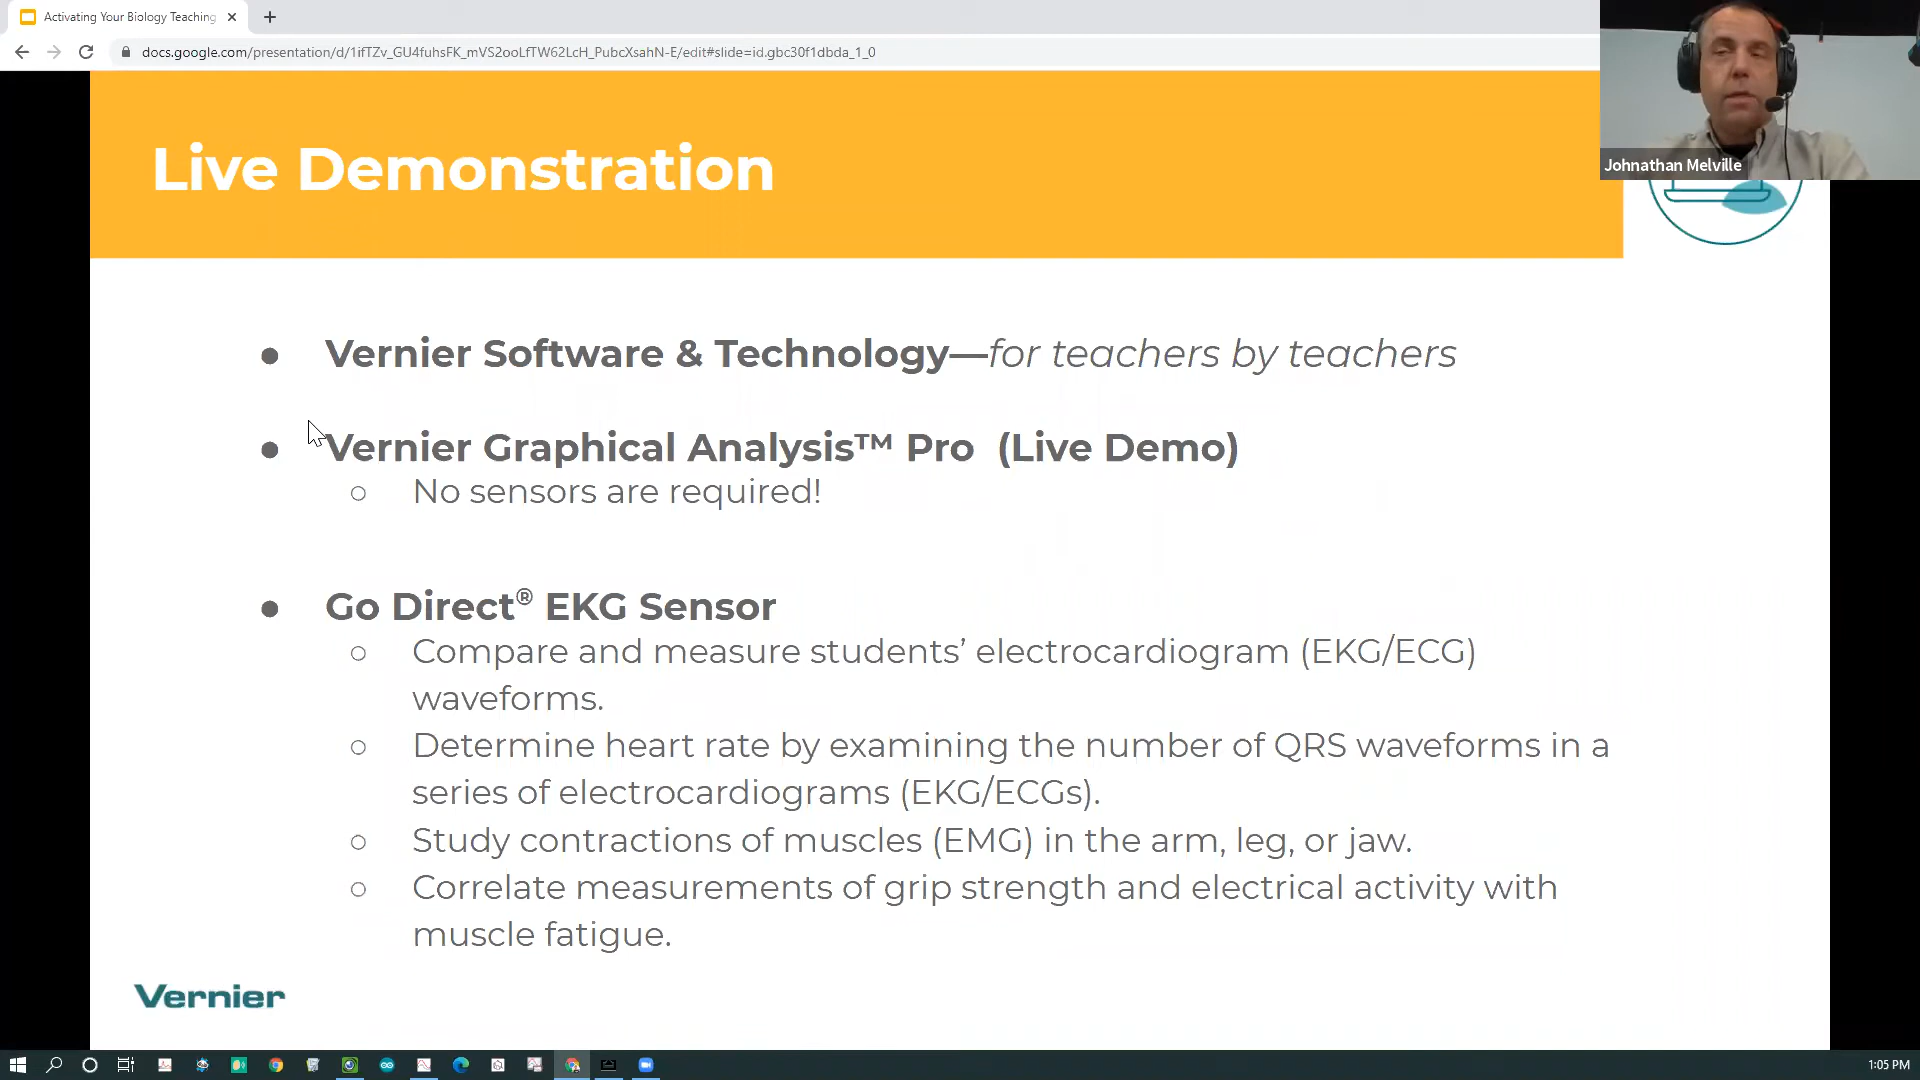 Activating Your Biology Teaching
docs.google.com/presentation/d/1ifTZv_GU4fuhsFK_mVS2ooLfTW62LcH_PubcXsahN-E/edit#slide=id.gbc30f1dbda_1_0
Johnathan Melville
Live Demonstration
Vernier Software & Technology—for teachers by teachers
Vernier Graphical Analysis™ Pro (Live Demo)
No sensors are required!
Go Direct® EKG Sensor
Compare and measure students’ electrocardiogram (EKG/ECG)
waveforms.
Determine heart rate by examining the number of QRS waveforms in a
series of electrocardiograms (EKG/ECGs).
Study contractions of muscles (EMG) in the arm, leg, or jaw.
Correlate measurements of grip strength and electrical activity with
muscle fatigue.
Vernier
1:05 PM